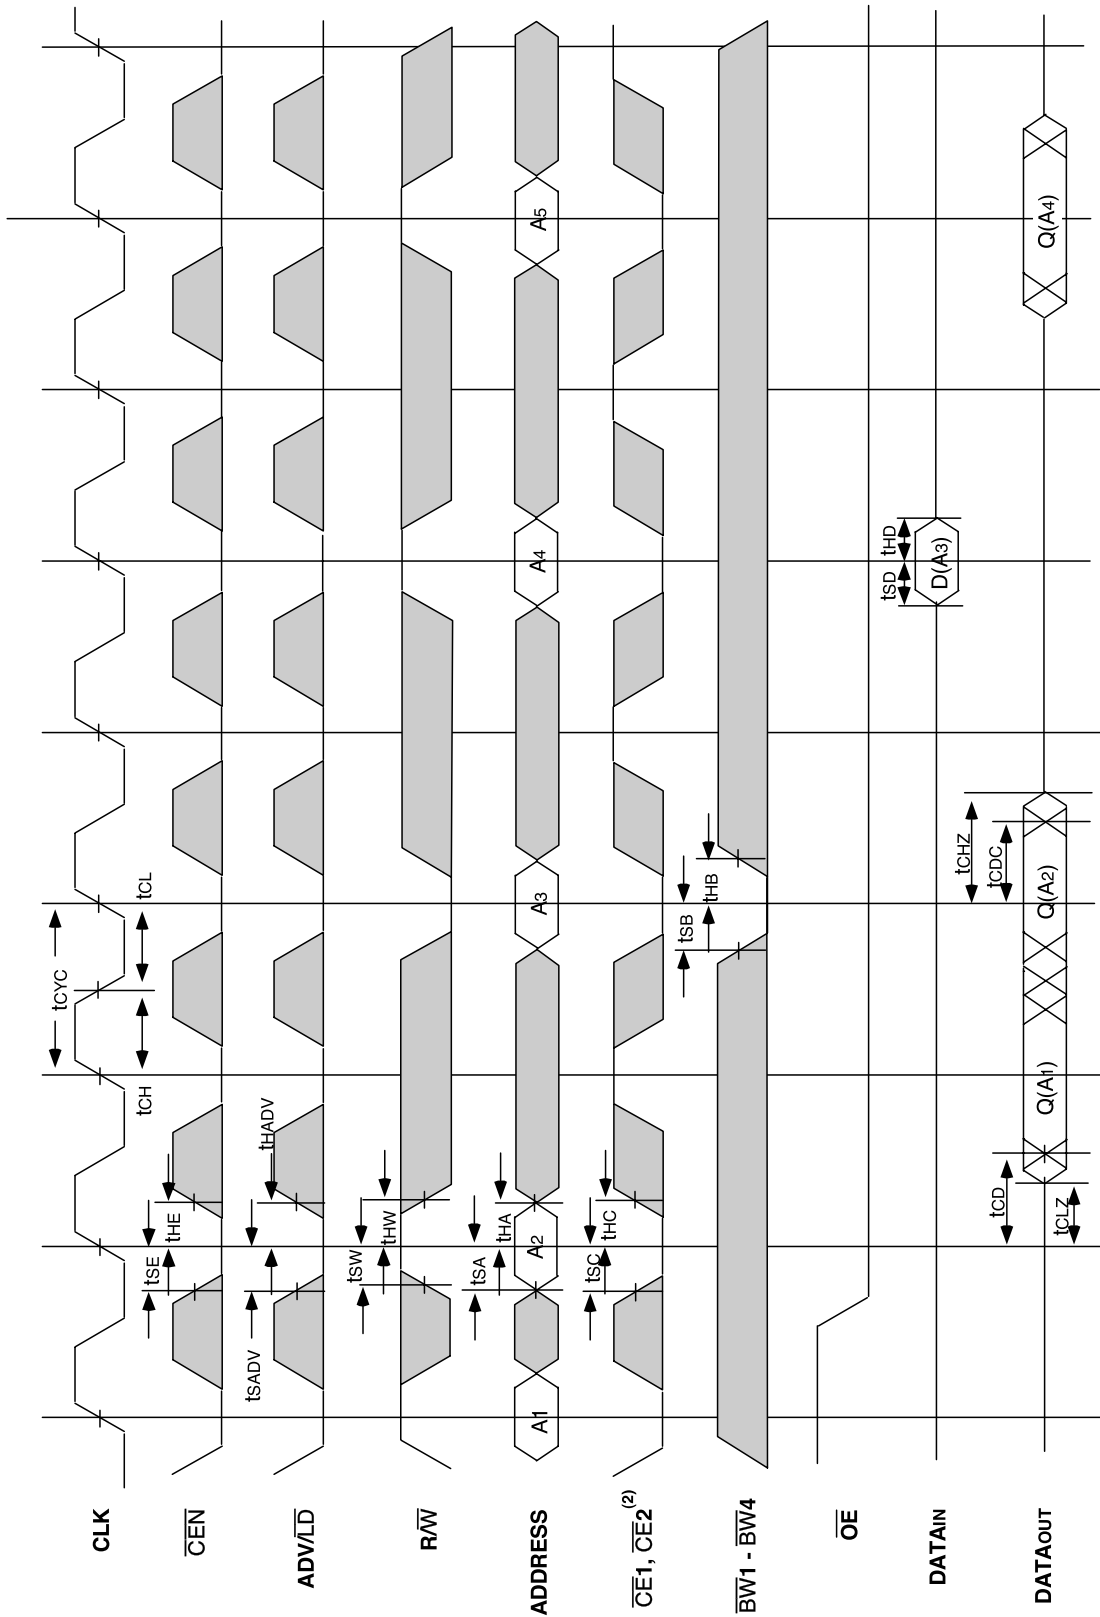 tCYC
CLK
tCH
tCL
tSE
tHE
CEN
tHADV
tSADV
ADV/LD
tSW
tHW
R/W
tSA
tHA
A1
A2
A3
A4
A5
ADDRESS
tSC
tHC
CE1, CE2(2)
tSB
tHB
BW1 - BW4
OE
tSD
tHD
D(A3)
DATAIN
tCHZ
tCD
tCDC
Q(A1)
Q(A2)
Q(A4)
DATAOUT
tCLZ